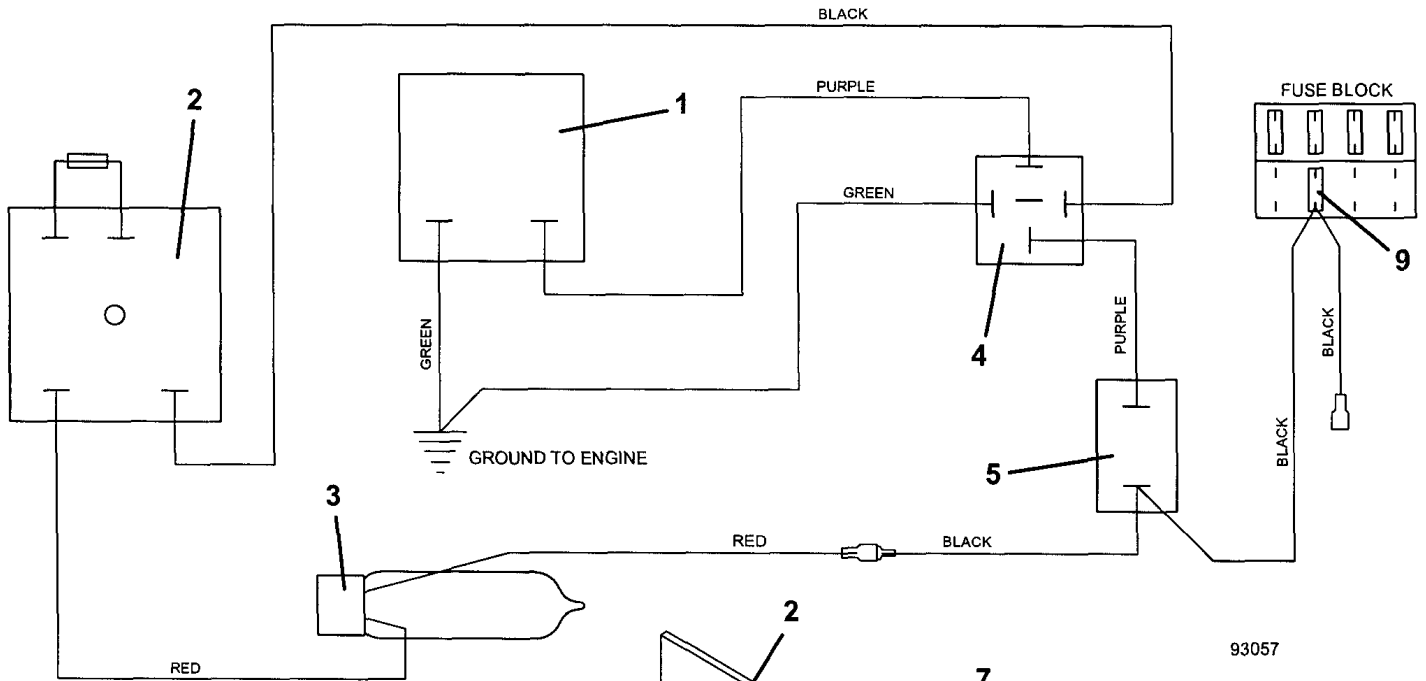 BLACK
2
1
PURPLE
FUSE BLOCK
GREEN
9
4
GREEN
PURPLE
BLACK
BLACK
GROUND TO ENGINE
5
3
RED
BLACK
2
93057
RED
7